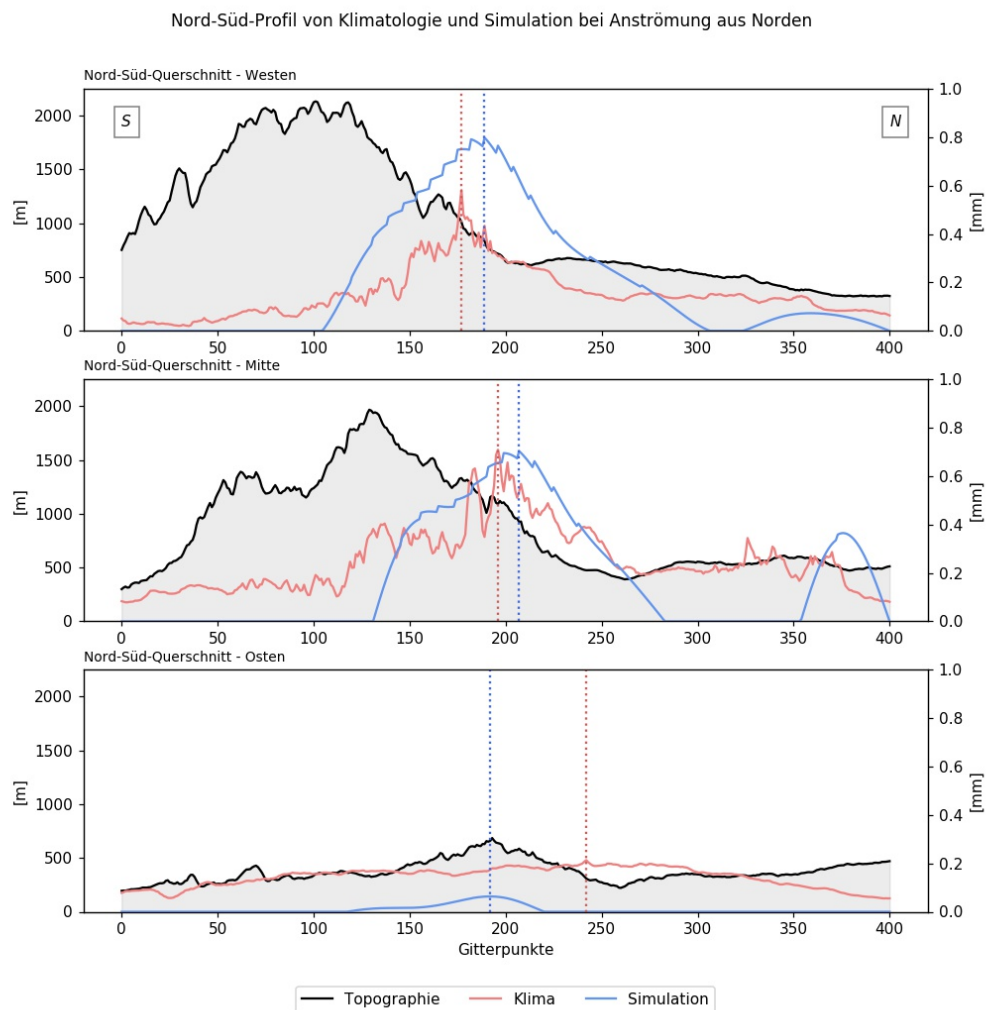 Nord-Süd-Profil von Klimatologie und Simulation bei Anströmung aus Norden
Nord-Süd-Querschnitt - Westen
S
N
2000
1500
1000
500
0
[m]
1.0
0.8
0.6
0.4
0.2
0.0
[mm]
0 50 100 150 200 250 300 350 400
Nord-Süd-Querschnitt - Mitte
2000
1500
1000
500
0
[m]
1.0
0.8
0.6
0.4
0.2
0.0
[mm]
0 50 100 150 200 250 300 350 400
Nord-Süd-Querschnitt - Osten
2000
1500
1000
500
0
[m]
1.0
0.8
0.6
0.4
0.2
0.0
[mm]
0 50 100 150 200 250 300 350 400
Gitterpunkte
Topographie Klima Simulation